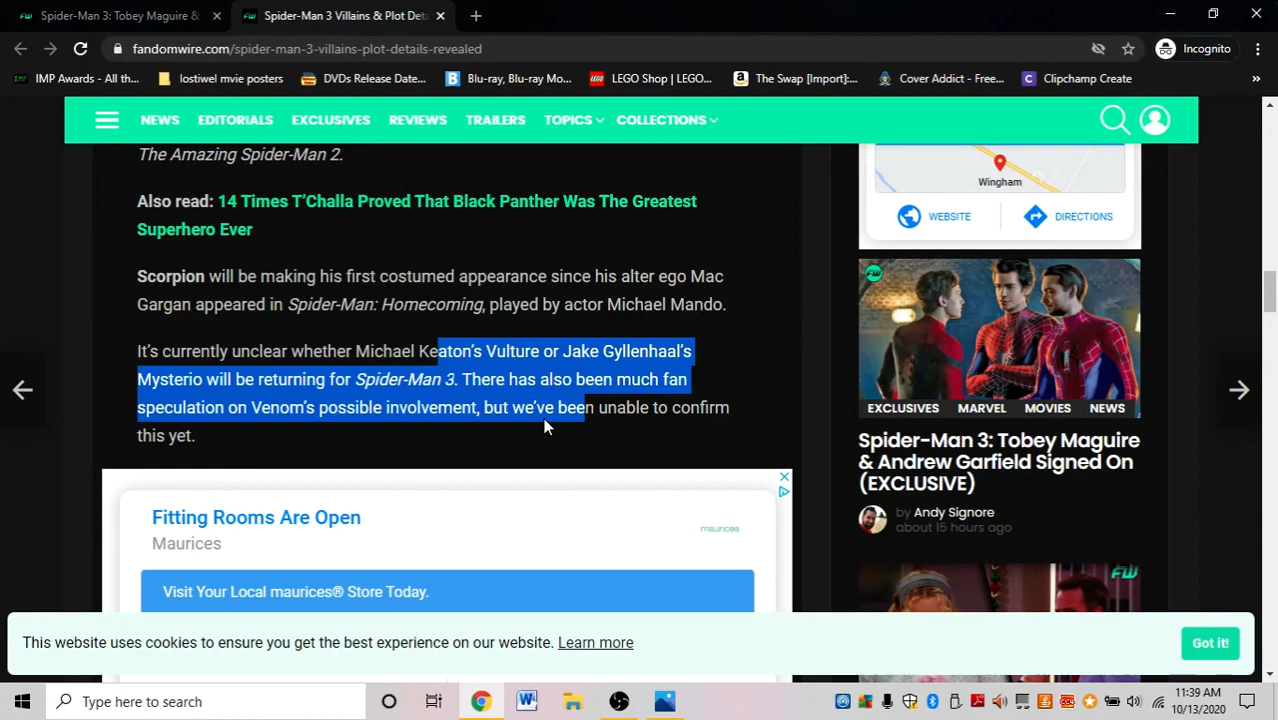 Spider-Man 3: Tobey Maguire &
Spider-Man 3 Villains & Plot Deta
fandomwire.com/spider-man-3-villains-plot-details-revealed
Incognito
IMP Awards - All th...
lostiwel mvie posters
DVDs Release Date...
Blu-ray, Blu-ray Mo...
LEGO Shop | LEGO...
The Swap [Import]:...
Cover Addict - Free...
Clipchamp Create
NEWS
EDITORIALS
EXCLUSIVES
REVIEWS
TRAILERS
TOPICS
COLLECTIONS
The Amazing Spider-Man 2.
Also read: 14 Times T'Challa Proved That Black Panther Was The Greatest
Superhero Ever
Scorpion will be making his first costumed appearance since his alter ego Mac
Gargan appeared in Spider-Man: Homecoming, played by actor Michael Mando.
It's currently unclear whether Michael Keaton's Vulture or Jake Gyllenhaal's
Mysterio will be returning for Spider-Man 3. There has also been much fan
speculation on Venom's possible involvement, but we've been unable to confirm
this yet.
Fitting Rooms Are Open
Maurices
maurices
Visit Your Local maurices® Store Today.
Wingham
WEBSITE
DIRECTIONS
FW
EXCLUSIVES MARVEL MOVIES NEWS
Spider-Man 3: Tobey Maguire
& Andrew Garfield Signed On
(EXCLUSIVE)
by Andy Signore
about 15 hours ago
FW
This website uses cookies to ensure you get the best experience on our website. Learn more
Got it!
Type here to search
11:39 AM
10/13/2020